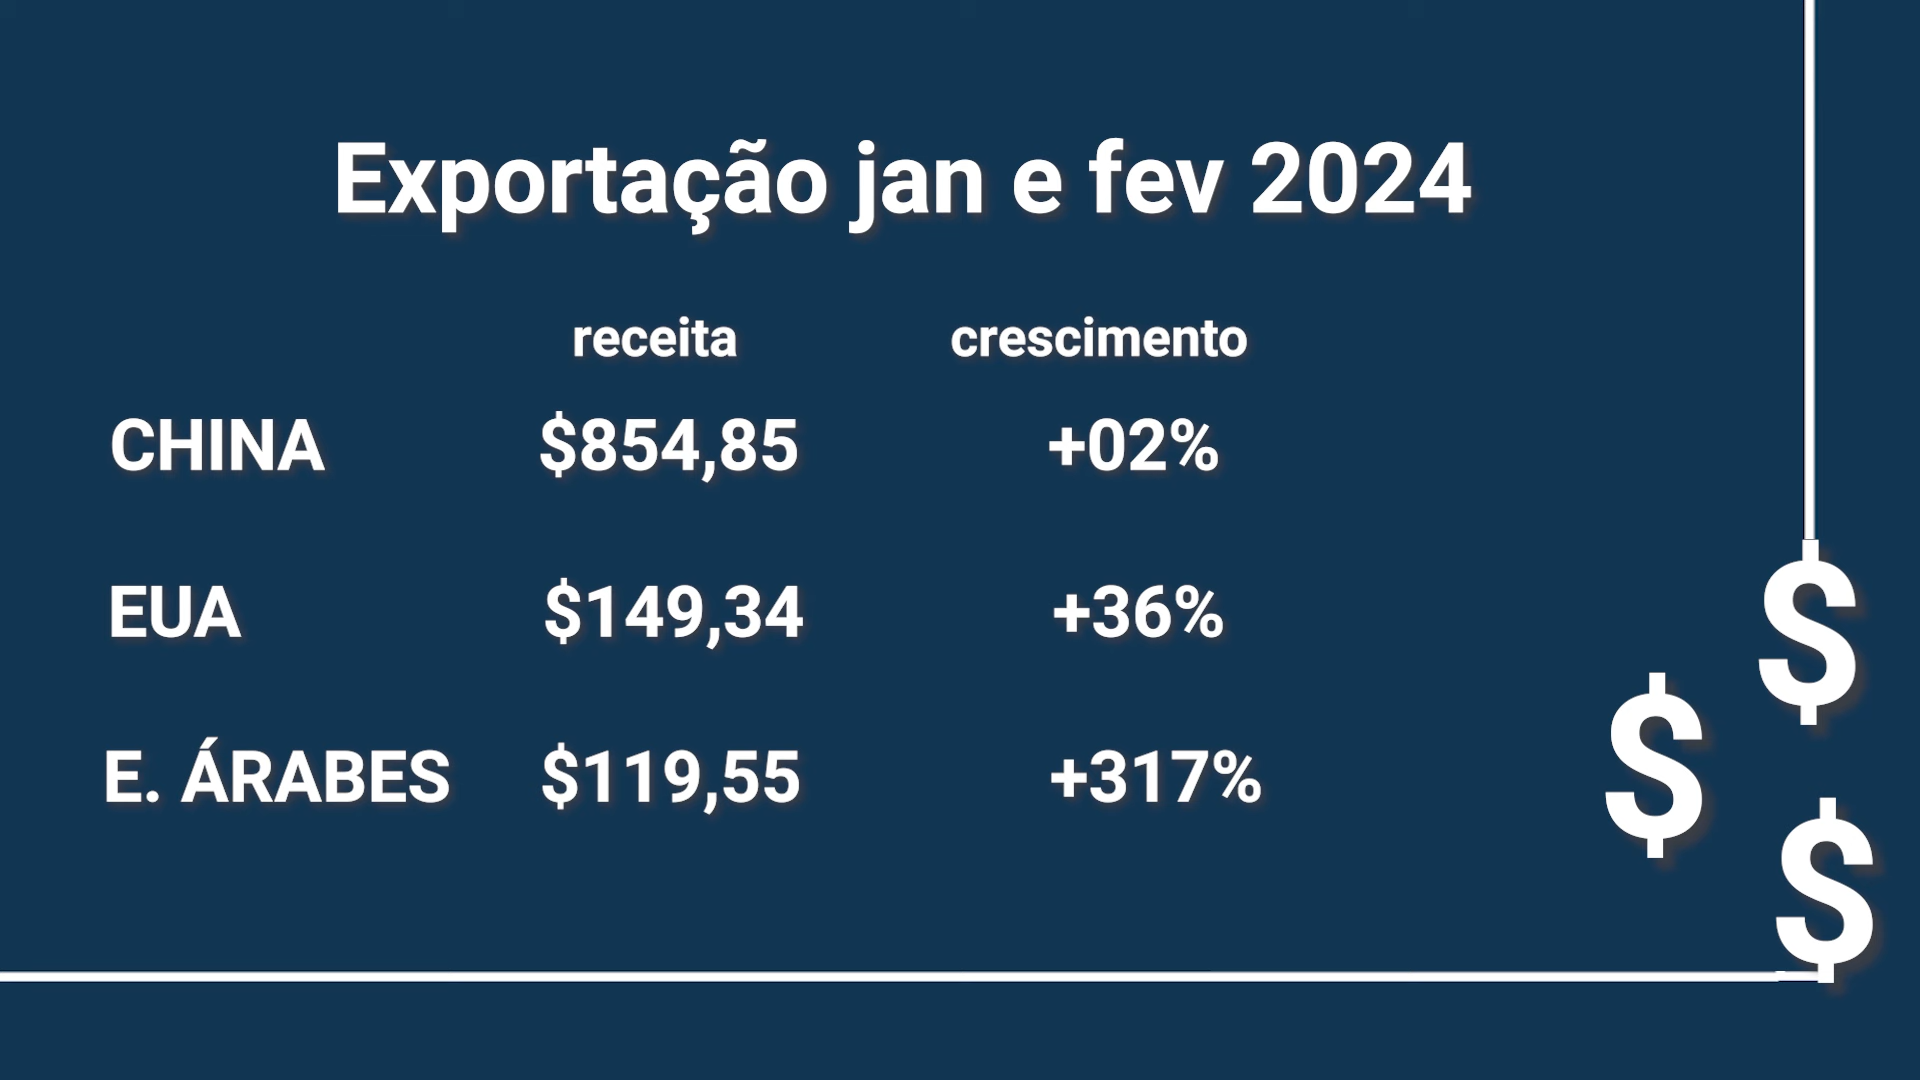 Exportação jan e fev 2024
receita crescimento
CHINA $854,85 +02%
EUA $149,34 +36%
E. ÁRABES $119,55 +317%
$
$
$